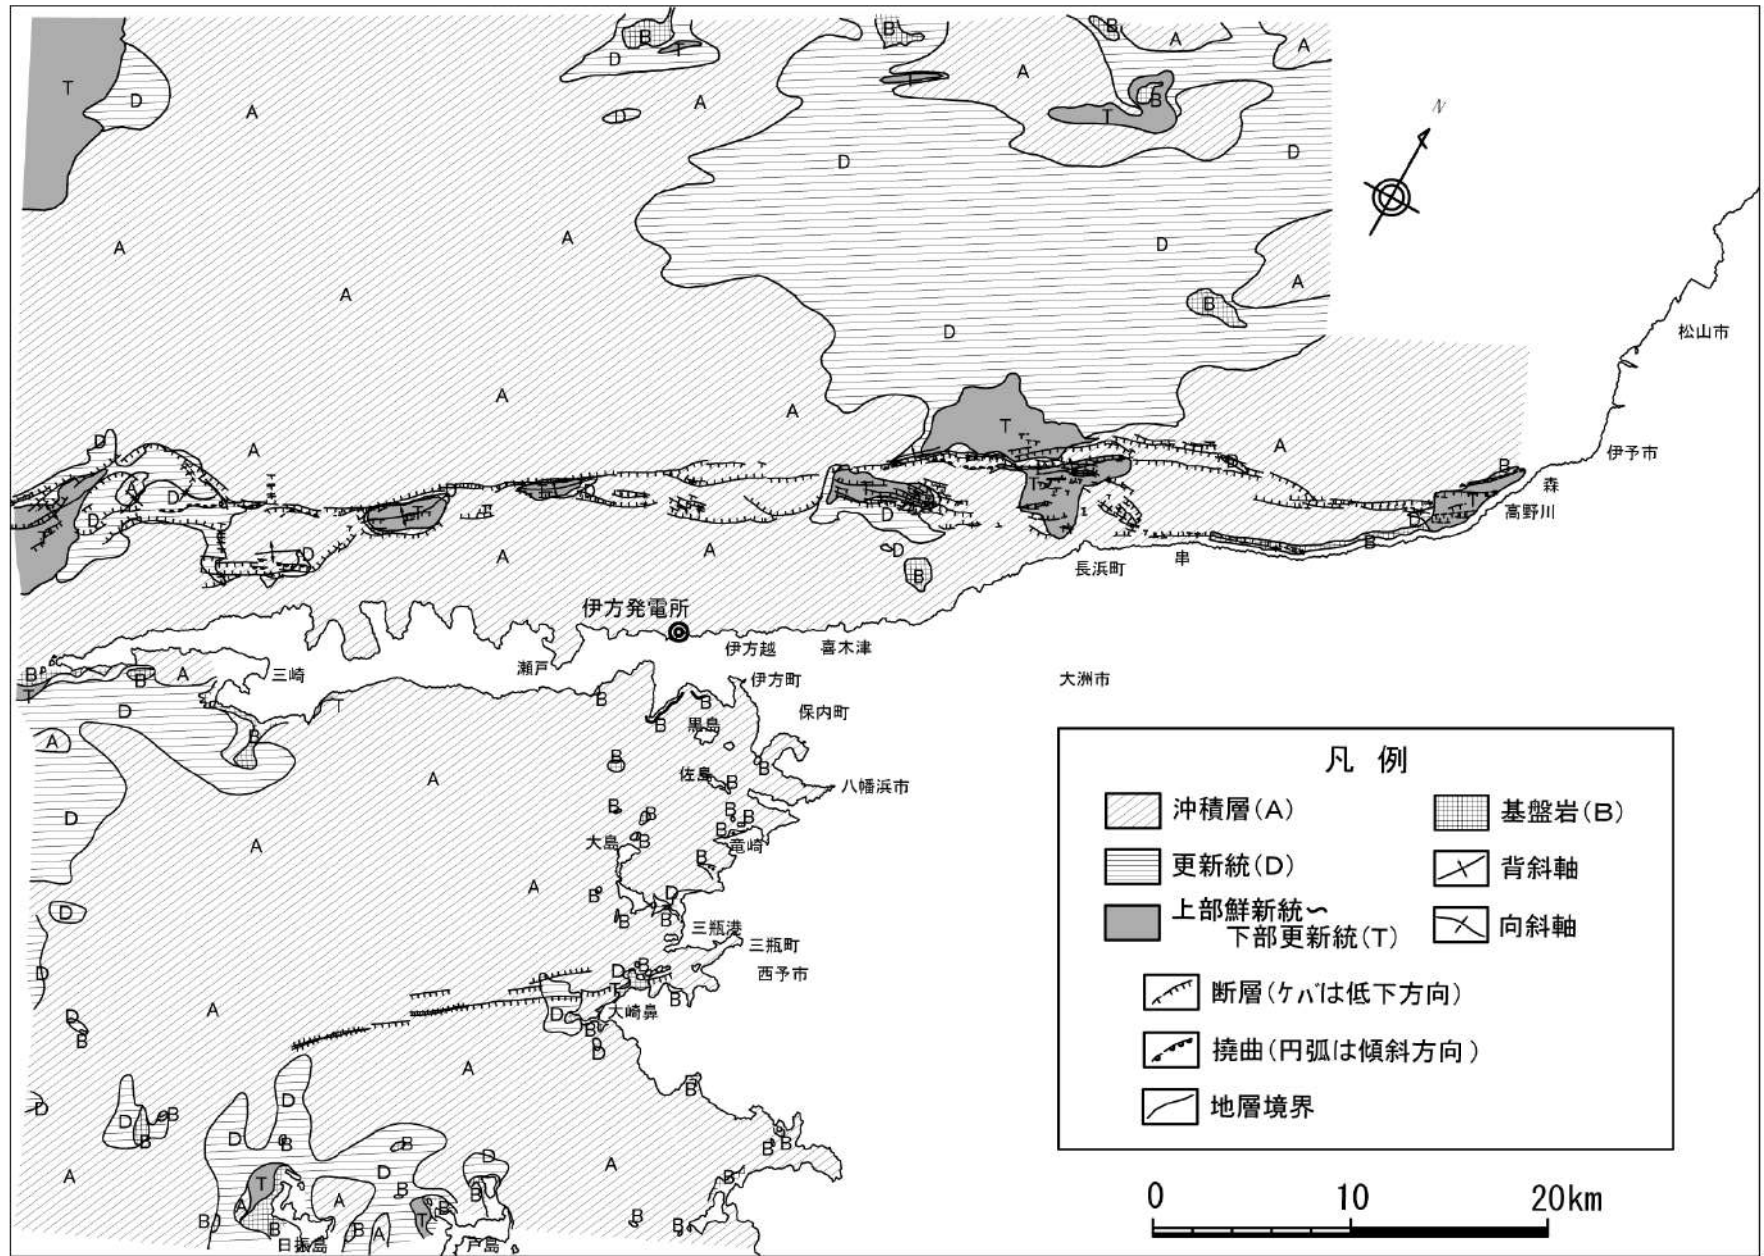 N
松山市
伊予市
森
高野川
串
長浜町
伊方発電所
伊方越
喜木津
瀬戸
三崎
大洲市
伊方町
保内町
黒島
佐島
八幡浜市
大島
竜崎
三瓶港
三瓶町
西予市
大崎鼻
日振島
戸島
凡 例
沖積層(A)
基盤岩(B)
更新統(D)
背斜軸
上部鮮新統〜
下部更新統(T)
向斜軸
断層(ケバは低下方向)
撓曲(円弧は傾斜方向)
地層境界
0 10 20km